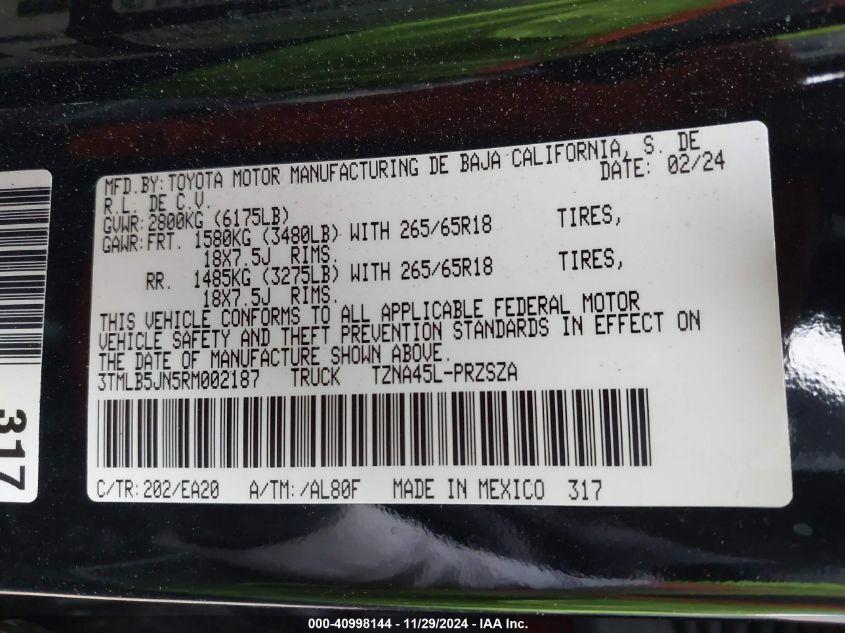 MFD.BY:TOYOTA MOTOR MANUFACTURING DE BAJA CALIFORNIA, S. DE
R.L. DE C.V. DATE: 02/24
GVWR:2800KG (6175LB)
GAWR:FRT. 1580KG (3480LB) WITH 265/65R18 TIRES,
18X7.5J RIMS.
RR. 1485KG (3275LB) WITH 265/65R18 TIRES,
18X7.5J RIMS.
THIS VEHICLE CONFORMS TO ALL APPLICABLE FEDERAL MOTOR
VEHICLE SAFETY AND THEFT PREVENTION STANDARDS IN EFFECT ON
THE DATE OF MANUFACTURE SHOWN ABOVE.
3TMLB5JN5RM002187 TRUCK TZNA45L-PRZSZA
C/TR:202/EA20 A/TM:/AL80F MADE IN MEXICO 317
317
000-40998144 - 11/29/2024 - IAA Inc.